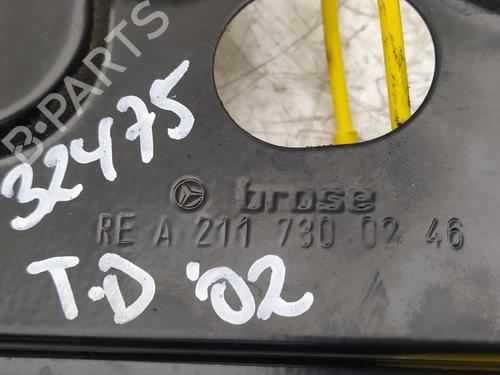 B-PARTS
32475
brose
RE A 211 730 02 46
T.D '02